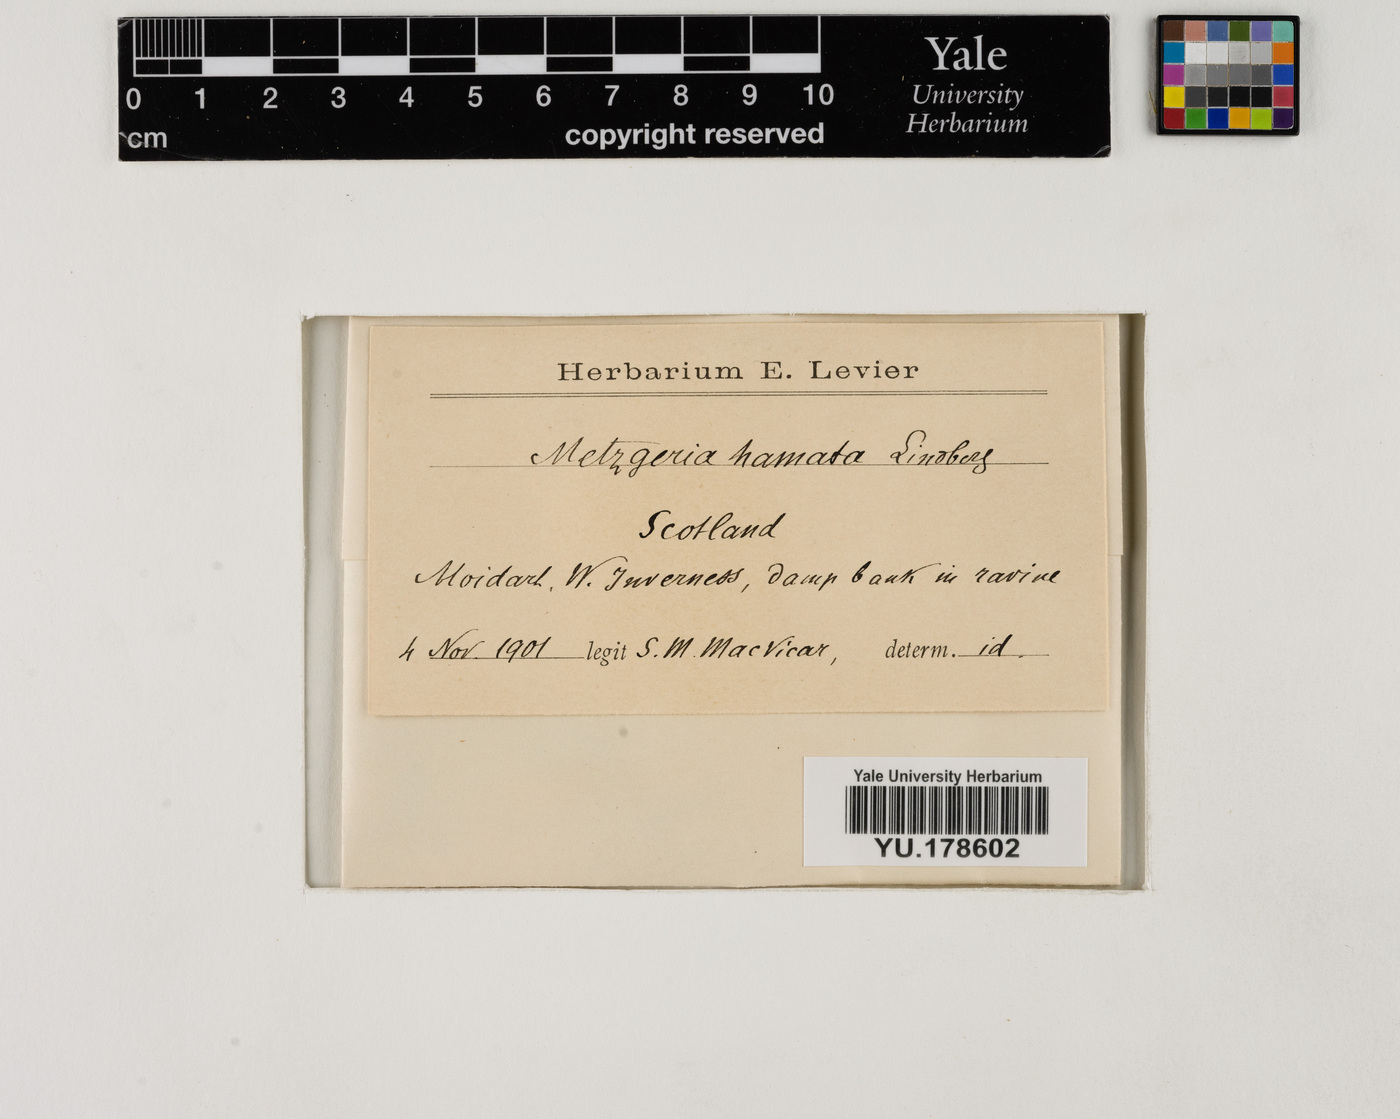 0 1 2 3 4 5 6 7 8 9 10
cm
copyright reserved
Yale
University
Herbarium
Herbarium E. Levier
Metzgeria hamata Lindberg
Scotland
Moidart, W. Inverness, damp bank in ravine
4 Nov. 1901 legit S. M. MacVicar, determ. id.
Yale University Herbarium
YU.178602